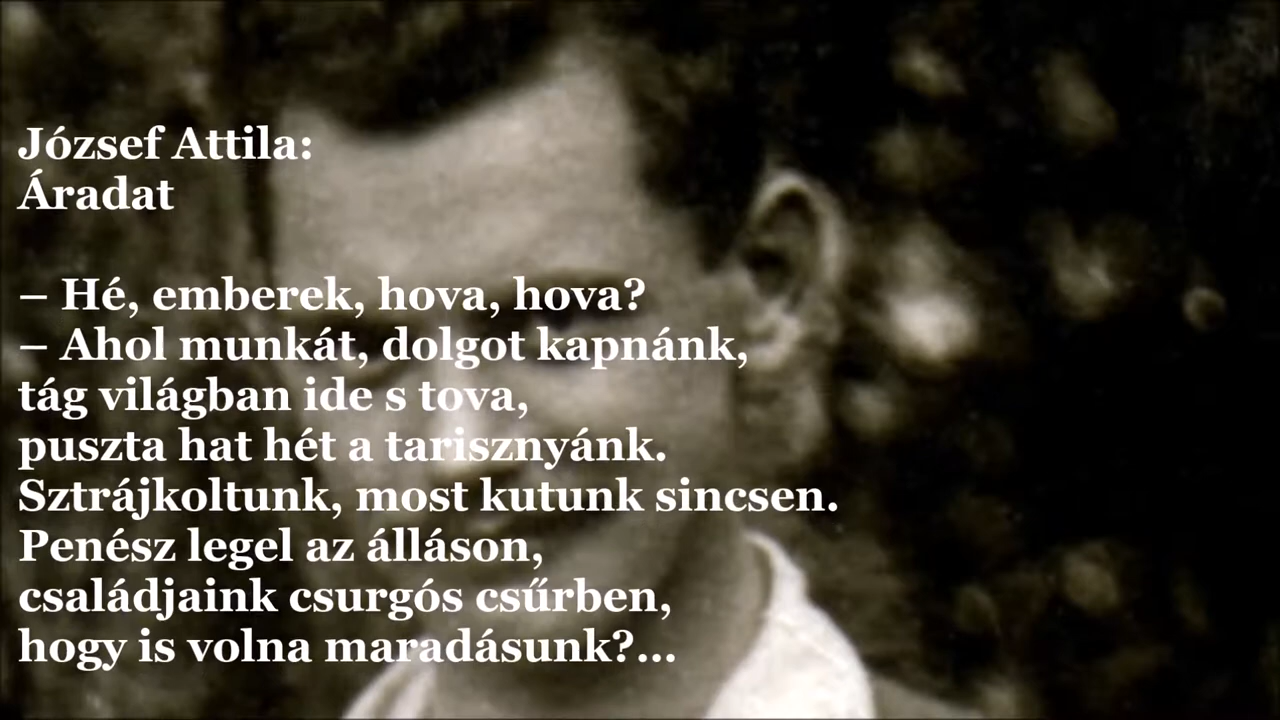 József Attila:
Áradat
– Hé, emberek, hova, hova?
– Ahol munkát, dolgot kapnánk,
tág világban ide s tova,
puszta hat hét a tarisznyánk.
Sztrájkoltunk, most kutunk sincsen.
Penész legel az álláson,
családjaink csurgós csűrben,
hogy is volna maradásunk?...